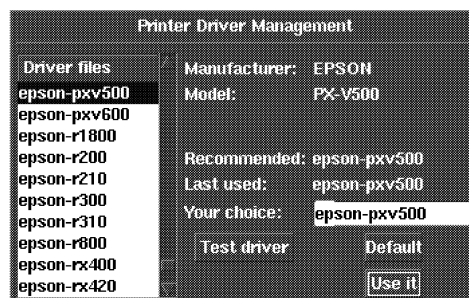 Printer Driver Management
Driver files
epson-pxv500
epson-pxv600
epson-r1800
epson-r200
epson-r210
epson-r300
epson-r310
epson-r800
epson-rx400
epson-rx420
Manufacturer: EPSON
Model: PX-V500
Recommended: epson-pxv500
Last used: epson-pxv500
Your choice: epson-pxv500
Test driver Default
Use it